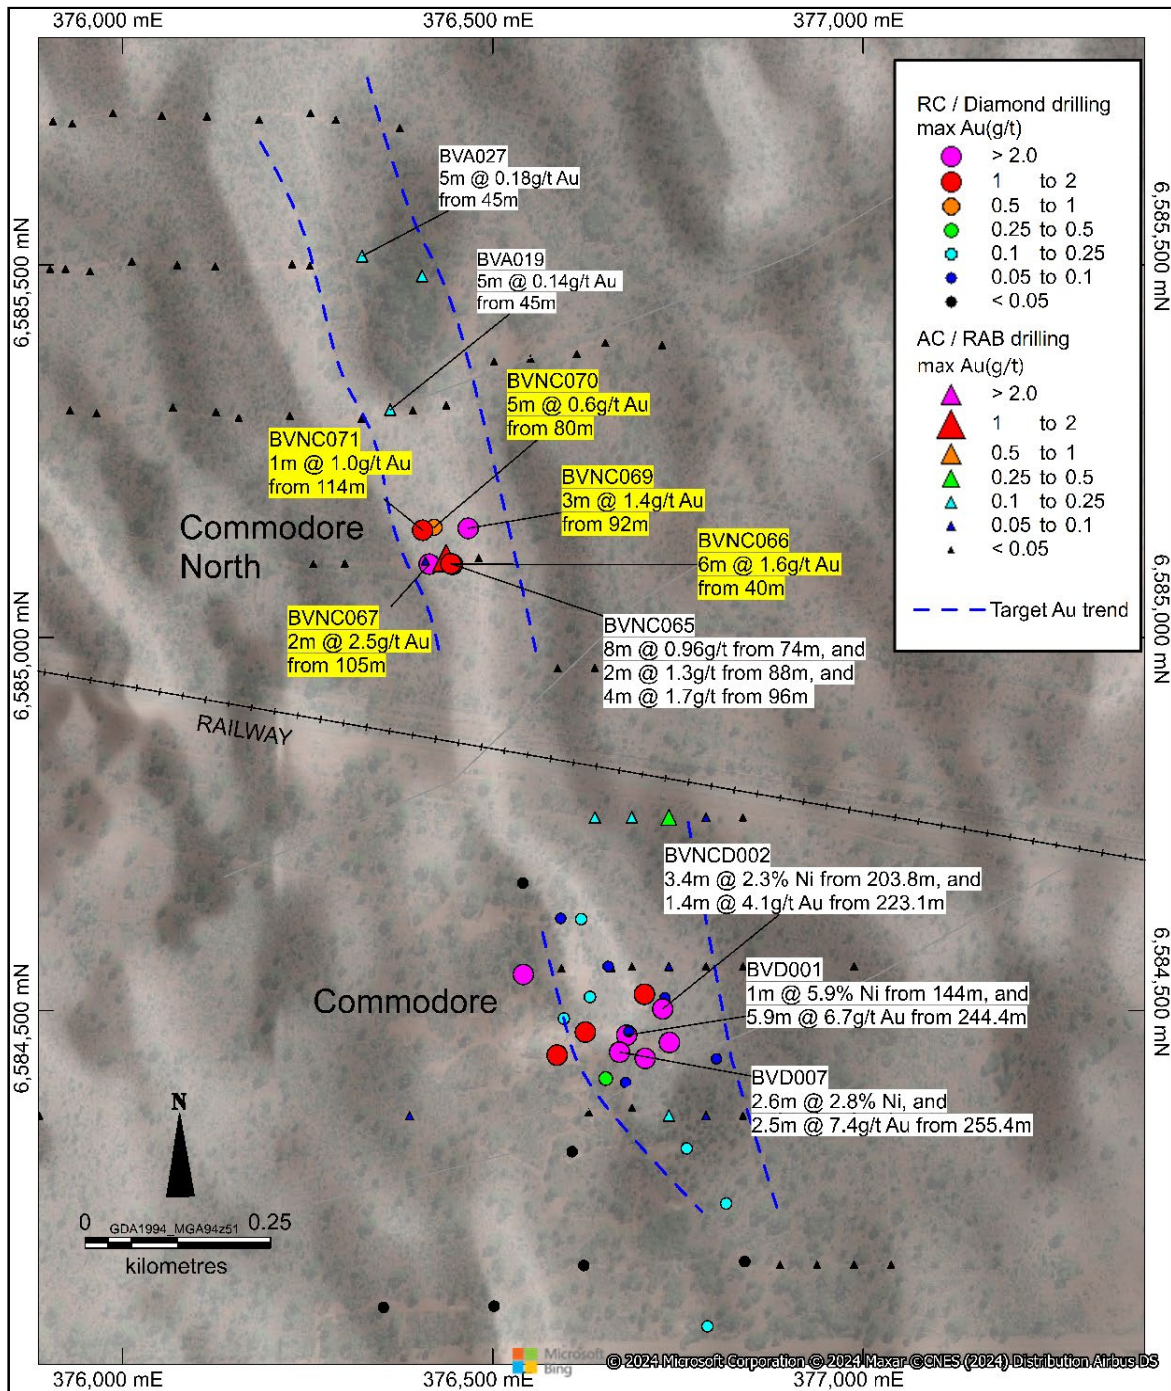 376,000 mE
376,500 mE
377,000 mE
6,585,500 mN
6,585,000 mN
6,584,500 mN
6,585,500 mN
6,585,000 mN
6,584,500 mN
RC / Diamond drilling
max Au(g/t)
> 2.0
1 to 2
0.5 to 1
0.25 to 0.5
0.1 to 0.25
0.05 to 0.1
< 0.05
AC / RAB drilling
max Au(g/t)
> 2.0
1 to 2
0.5 to 1
0.25 to 0.5
0.1 to 0.25
0.05 to 0.1
< 0.05
Target Au trend
BVA027
5m @ 0.18g/t Au
from 45m
BVA019
5m @ 0.14g/t Au
from 45m
BVNC070
5m @ 0.6g/t Au
from 80m
BVNC071
1m @ 1.0g/t Au
from 114m
BVNC069
3m @ 1.4g/t Au
from 92m
Commodore
North
BVNC066
6m @ 1.6g/t Au
from 40m
BVNC067
2m @ 2.5g/t Au
from 105m
BVNC065
8m @ 0.96g/t from 74m, and
2m @ 1.3g/t from 88m, and
4m @ 1.7g/t from 96m
RAILWAY
BVNCD002
3.4m @ 2.3% Ni from 203.8m, and
1.4m @ 4.1g/t Au from 223.1m
Commodore
BVD001
1m @ 5.9% Ni from 144m, and
5.9m @ 6.7g/t Au from 244.4m
BVD007
2.6m @ 2.8% Ni, and
2.5m @ 7.4g/t Au from 255.4m
N
0 GDA1994_MGA94z51 0.25
kilometres
Microsoft
Bing
© 2024 Microsoft Corporation © 2024 Maxar ©CNES (2024) Distribution Airbus DS
376,000 mE
376,500 mE
377,000 mE